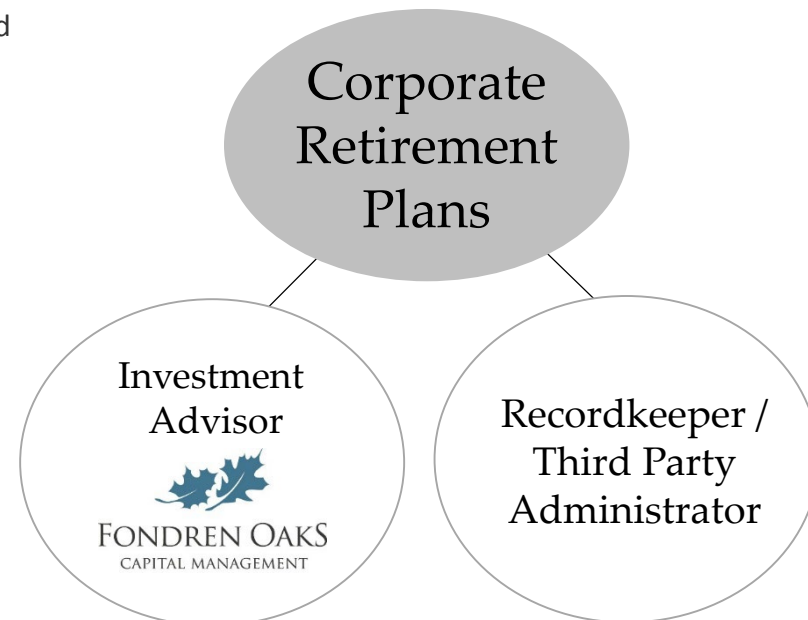 d
Corporate
Retirement
Plans
Investment
Advisor
FONDREN OAKS
CAPITAL MANAGEMENT
Recordkeeper /
Third Party
Administrator